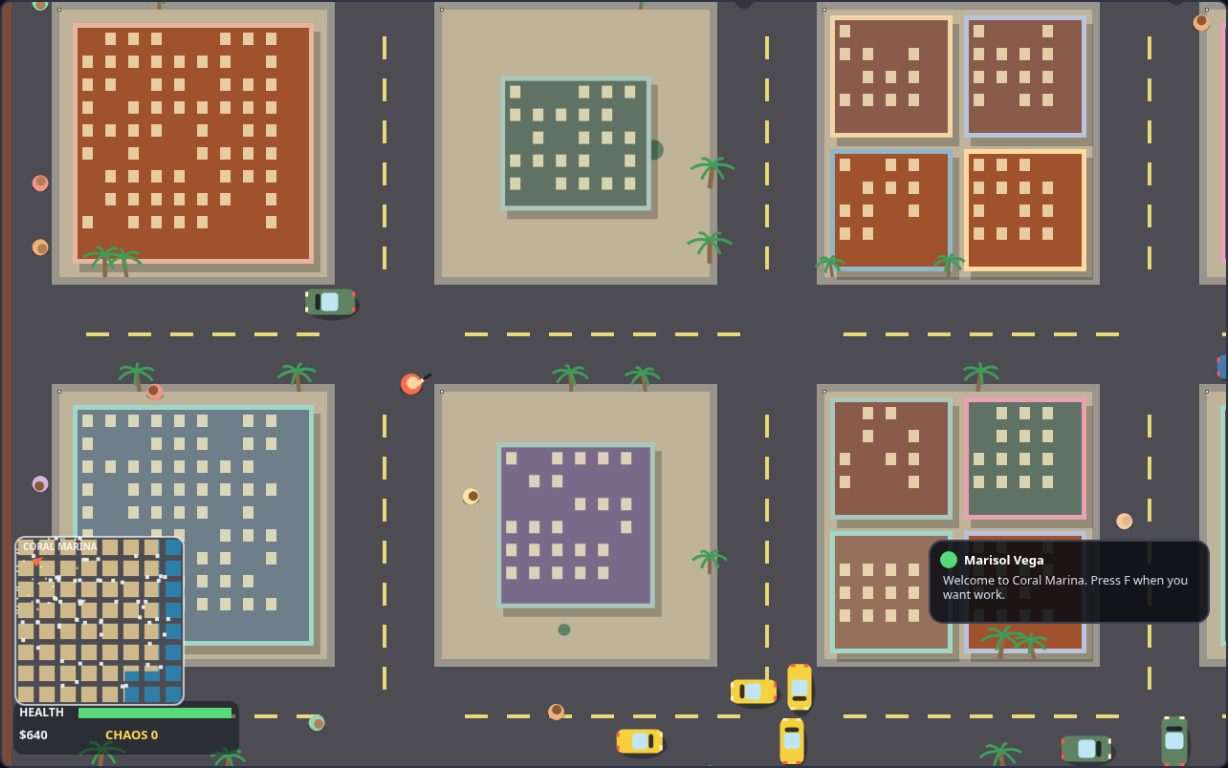 CORAL MARINA
Marisol Vega
Welcome to Coral Marina. Press F when you
want work.
HEALTH
$640 CHAOS 0